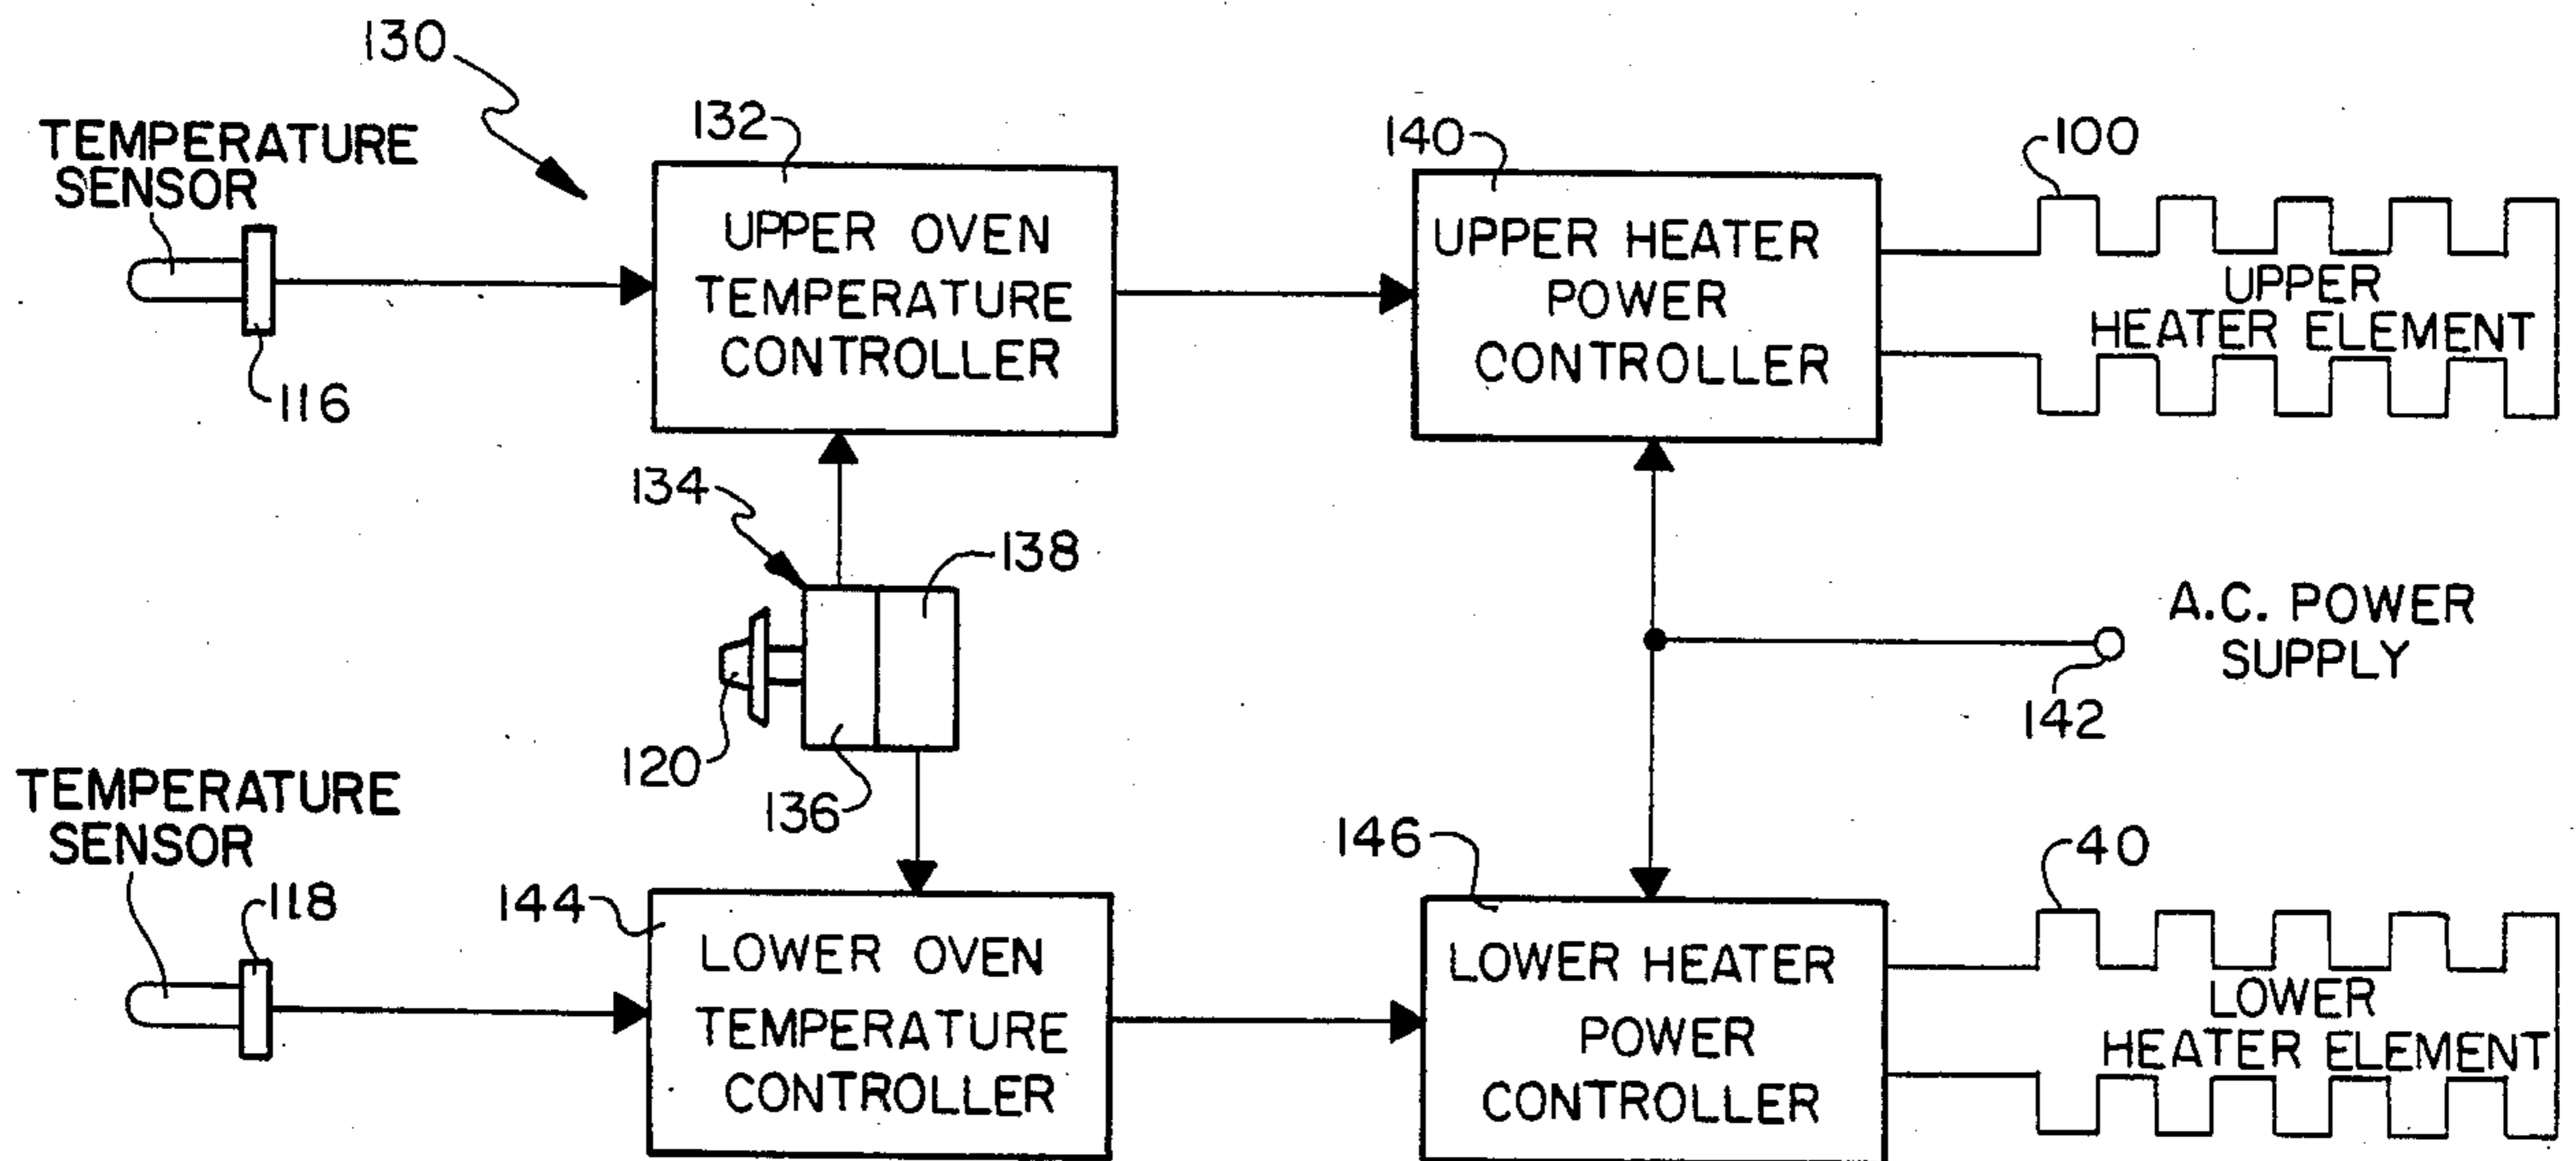 130
TEMPERATURE
SENSOR
116
132
UPPER OVEN
TEMPERATURE
CONTROLLER
140
UPPER HEATER
POWER
CONTROLLER
100
UPPER
HEATER ELEMENT
134
138
120
136
A.C. POWER
SUPPLY
142
TEMPERATURE
SENSOR
118
144
LOWER OVEN
TEMPERATURE
CONTROLLER
146
LOWER HEATER
POWER
CONTROLLER
40
LOWER
HEATER ELEMENT